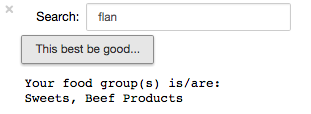 × Search: flan
This best be good...
Your food group(s) is/are:
Sweets, Beef Products